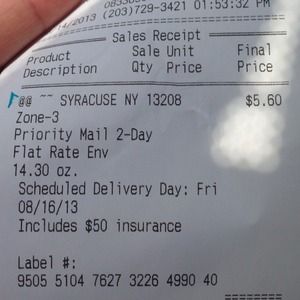 /2013 (203)729-3421 01:53:32 PM
Sales Receipt
Product Sale Unit Final
Description Qty Price Price
@@ ~~ SYRACUSE NY 13208 $5.60
Zone-3
Priority Mail 2-Day
Flat Rate Env
14.30 oz.
Scheduled Delivery Day: Fri
08/16/13
Includes $50 insurance
Label #:
9505 5104 7627 3226 4990 40